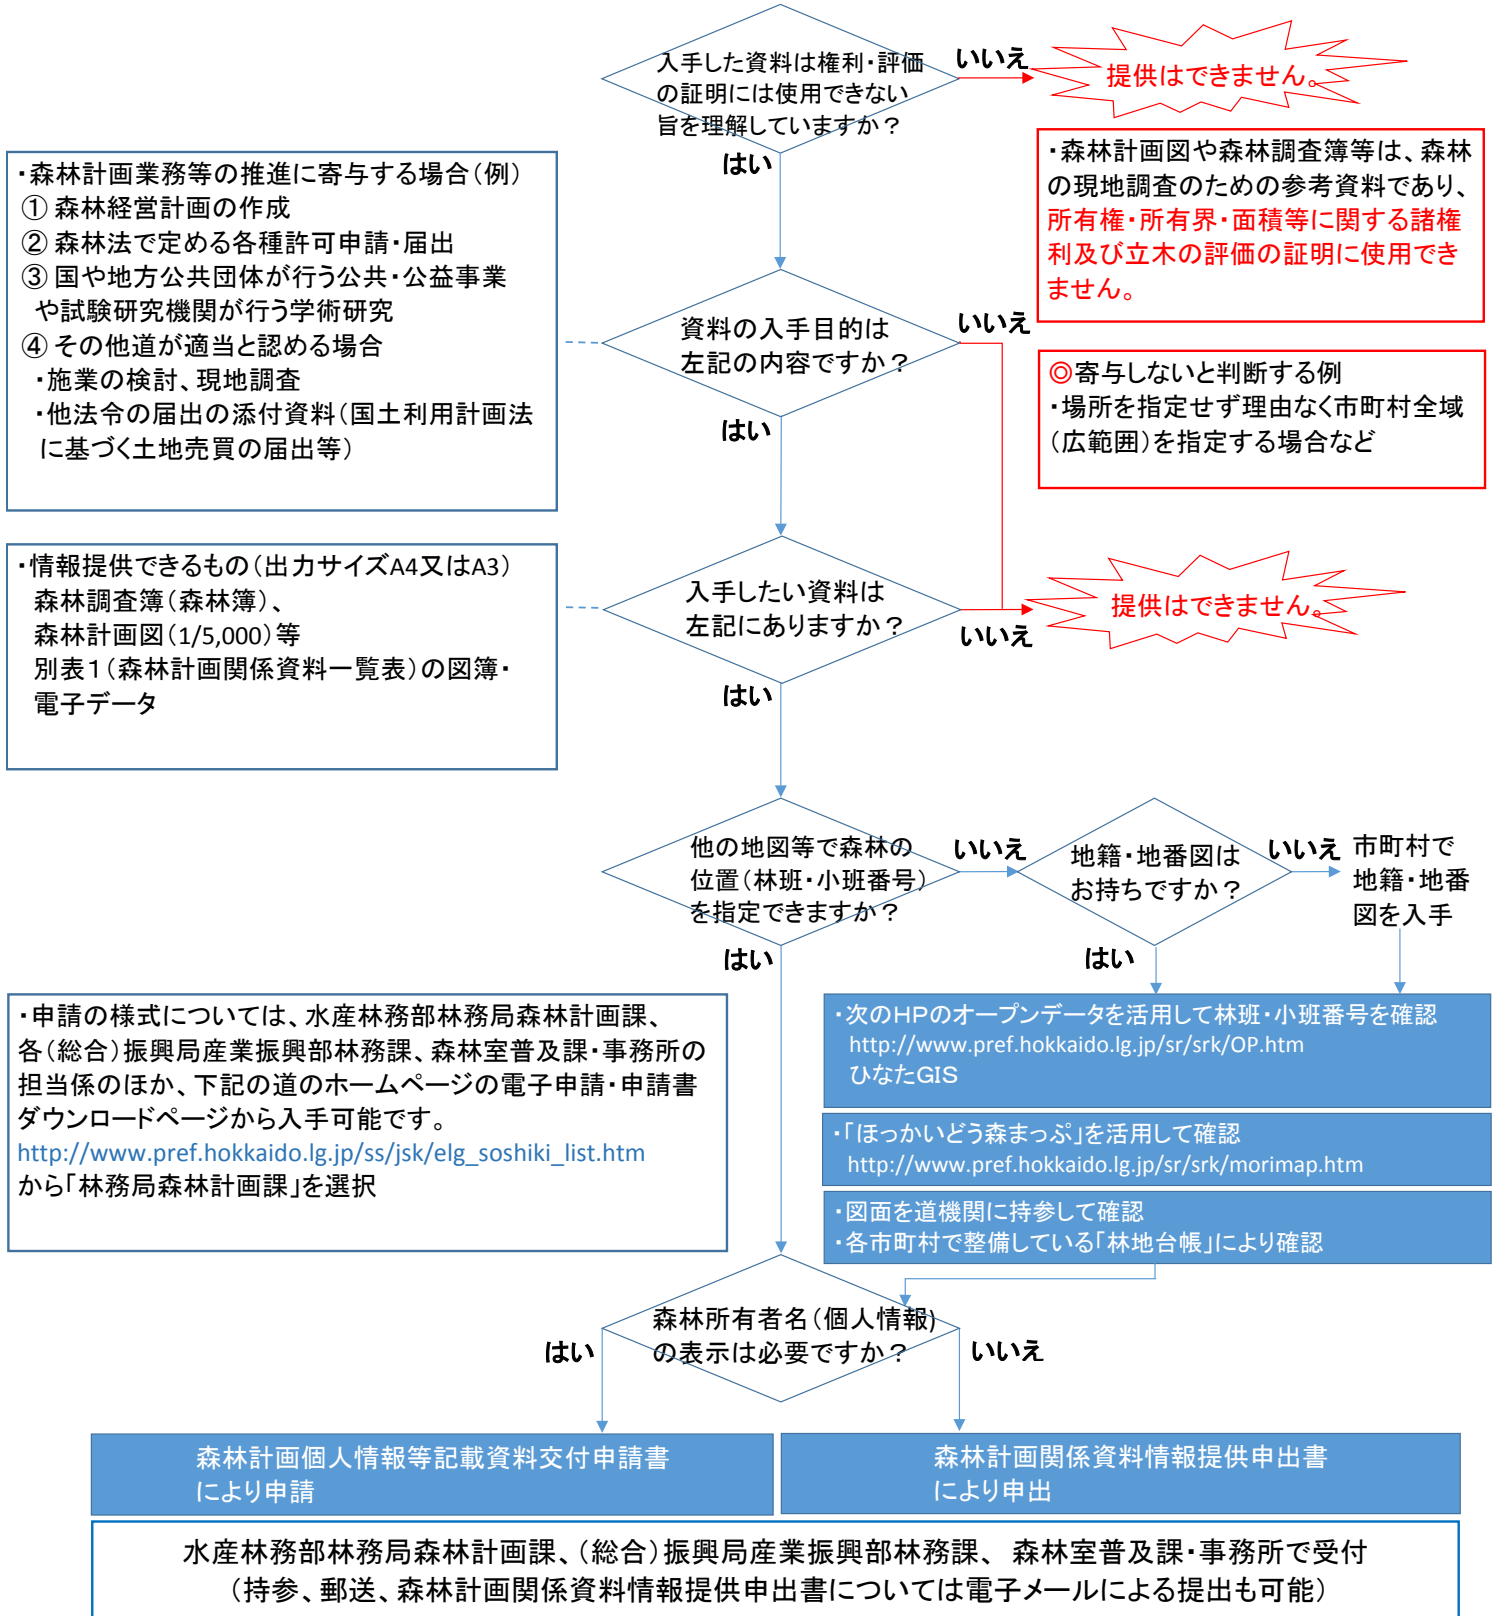 入手した資料は権利・評価
の証明には使用できない
旨を理解していますか？
いいえ
提供はできません。
はい
・森林計画図や森林調査簿等は、森林
の現地調査のための参考資料であり、
所有権・所有界・面積等に関する諸権
利及び立木の評価の証明に使用でき
ません。
・森林計画業務等の推進に寄与する場合（例）
① 森林経営計画の作成
② 森林法で定める各種許可申請・届出
③ 国や地方公共団体が行う公共・公益事業
や試験研究機関が行う学術研究
④ その他道が適当と認める場合
・施業の検討、現地調査
・他法令の届出の添付資料（国土利用計画法
に基づく土地売買の届出等）
資料の入手目的は
左記の内容ですか？
いいえ
はい
◎寄与しないと判断する例
・場所を指定せず理由なく市町村全域
（広範囲）を指定する場合など
・情報提供できるもの（出力サイズA4又はA3）
森林調査簿（森林簿）、
森林計画図（1/5,000）等
別表１（森林計画関係資料一覧表）の図簿・
電子データ
入手したい資料は
左記にありますか？
いいえ
提供はできません。
はい
他の地図等で森林の
位置（林班・小班番号）
を指定できますか？
いいえ
はい
地籍・地番図は
お持ちですか？
いいえ
はい
市町村で
地籍・地番
図を入手
・申請の様式については、水産林務部林務局森林計画課、
各（総合）振興局産業振興部林務課、森林室普及課・事務所の
担当係のほか、下記の道のホームページの電子申請・申請書
ダウンロードページから入手可能です。
http://www.pref.hokkaido.lg.jp/ss/jsk/elg_soshiki_list.htm
から「林務局森林計画課」を選択
・次のＨＰのオープンデータを活用して林班・小班番号を確認
http://www.pref.hokkaido.lg.jp/sr/srk/OP.htm
ひなたGIS
・「ほっかいどう森まっぷ」を活用して確認
http://www.pref.hokkaido.lg.jp/sr/srk/morimap.htm
・図面を道機関に持参して確認
・各市町村で整備している「林地台帳」により確認
森林所有者名（個人情報）
の表示は必要ですか？
はい
いいえ
森林計画個人情報等記載資料交付申請書
により申請
森林計画関係資料情報提供申出書
により申出
水産林務部林務局森林計画課、（総合）振興局産業振興部林務課、 森林室普及課・事務所で受付
（持参、郵送、森林計画関係資料情報提供申出書については電子メールによる提出も可能）